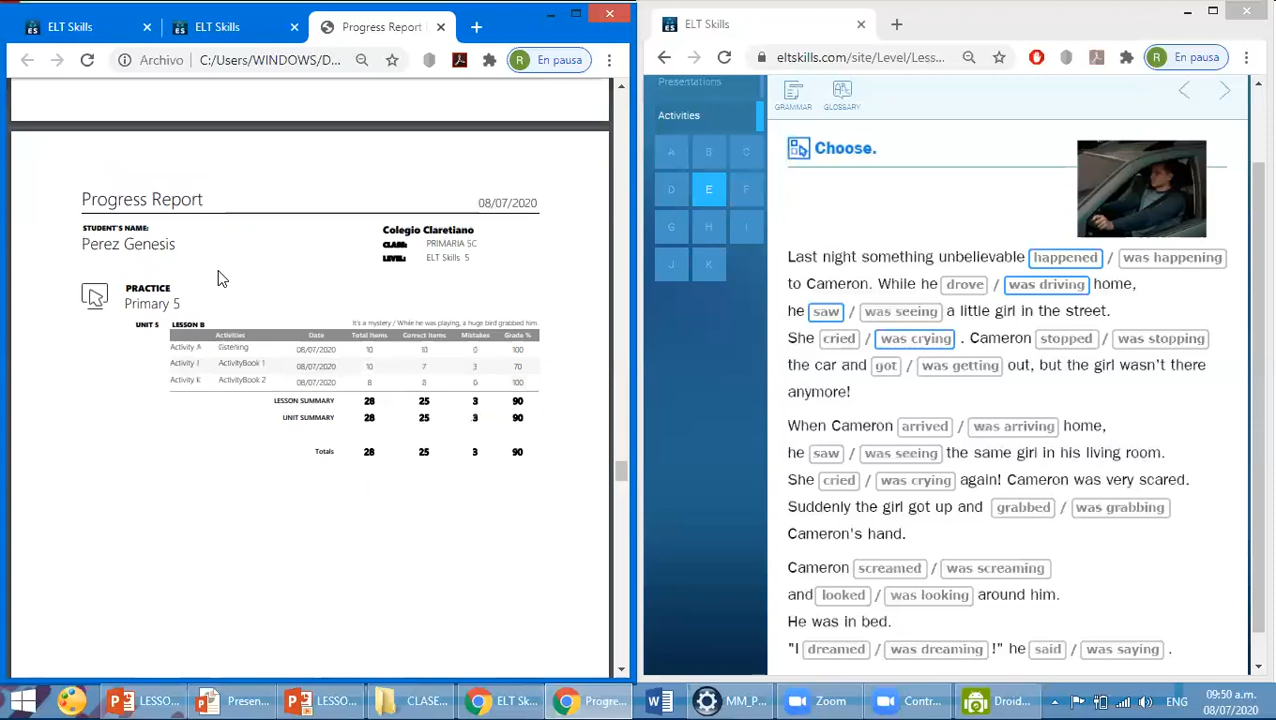 ELT Skills
ELT Skills
Progress Report
ELT Skills
Archivo
C:/Users/WINDOWS/D...
En pausa
eltskills.com/site/Level/Less...
En pausa
Progress Report
08/07/2020
STUDENT'S NAME:
Perez Genesis
Colegio Claretiano
CLASS: PRIMARIA 5C
LEVEL: ELT Skills 5
PRACTICE
Primary 5
UNIT 5 LESSON B It's a mystery / While he was playing, a huge bird grabbed him.
Activities Date Total Items Correct Items Mistakes Grade %
Activity A Listening 08/07/2020 10 10 0 100
Activity J ActivityBook 1 08/07/2020 10 7 3 70
Activity K ActivityBook 2 08/07/2020 8 8 0 100
LESSON SUMMARY 28 25 3 90
UNIT SUMMARY 28 25 3 90
Totals 28 25 3 90
Presentations
Activities
A B C
D E F
G H I
J K
GRAMMAR GLOSSARY
Choose.
Last night something unbelievable happened / was happening
to Cameron. While he drove / was driving home,
he saw / was seeing a little girl in the street.
She cried / was crying . Cameron stopped / was stopping
the car and got / was getting out, but the girl wasn't there
anymore!
When Cameron arrived / was arriving home,
he saw / was seeing the same girl in his living room.
She cried / was crying again! Cameron was very scared.
Suddenly the girl got up and grabbed / was grabbing
Cameron's hand.
Cameron screamed / was screaming
and looked / was looking around him.
He was in bed.
"I dreamed / was dreaming !" he said / was saying .
LESSO...
Presen...
LESSO...
CLASE...
ELT Sk...
Progre...
MM_P...
Zoom
Contr...
Droid...
ENG
09:50 a.m.
08/07/2020